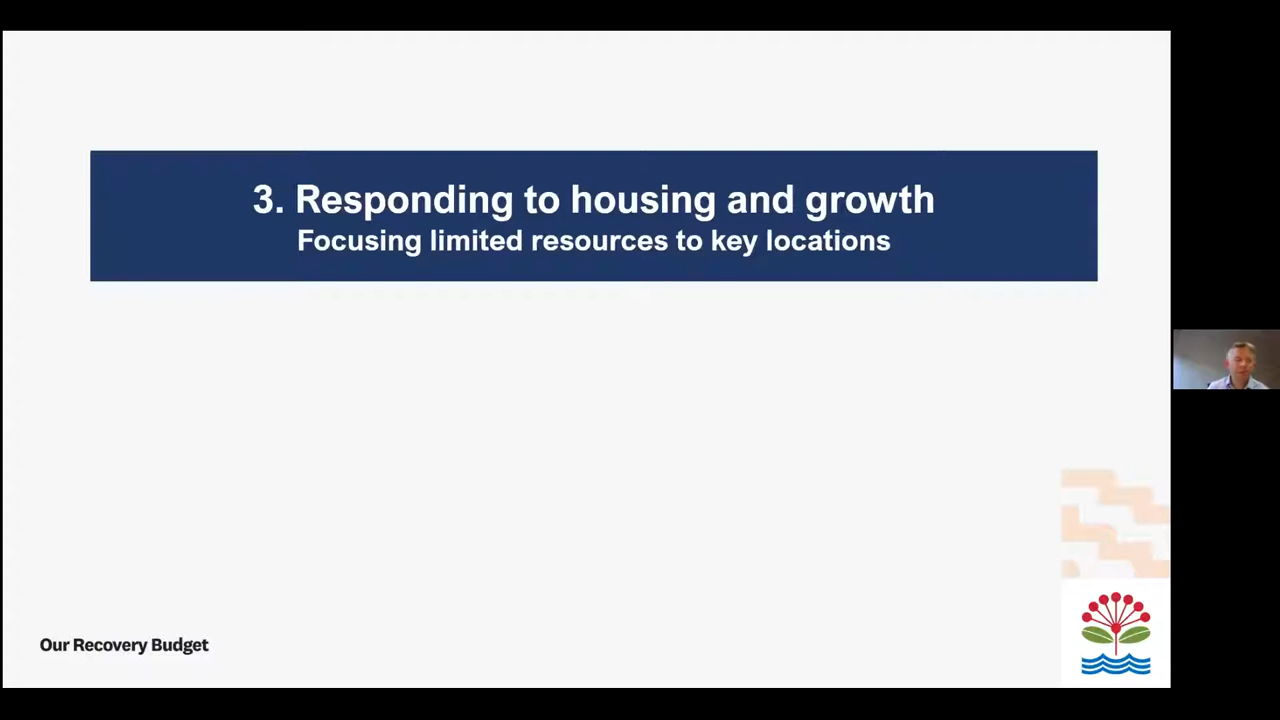 3. Responding to housing and growth
Focusing limited resources to key locations
Our Recovery Budget